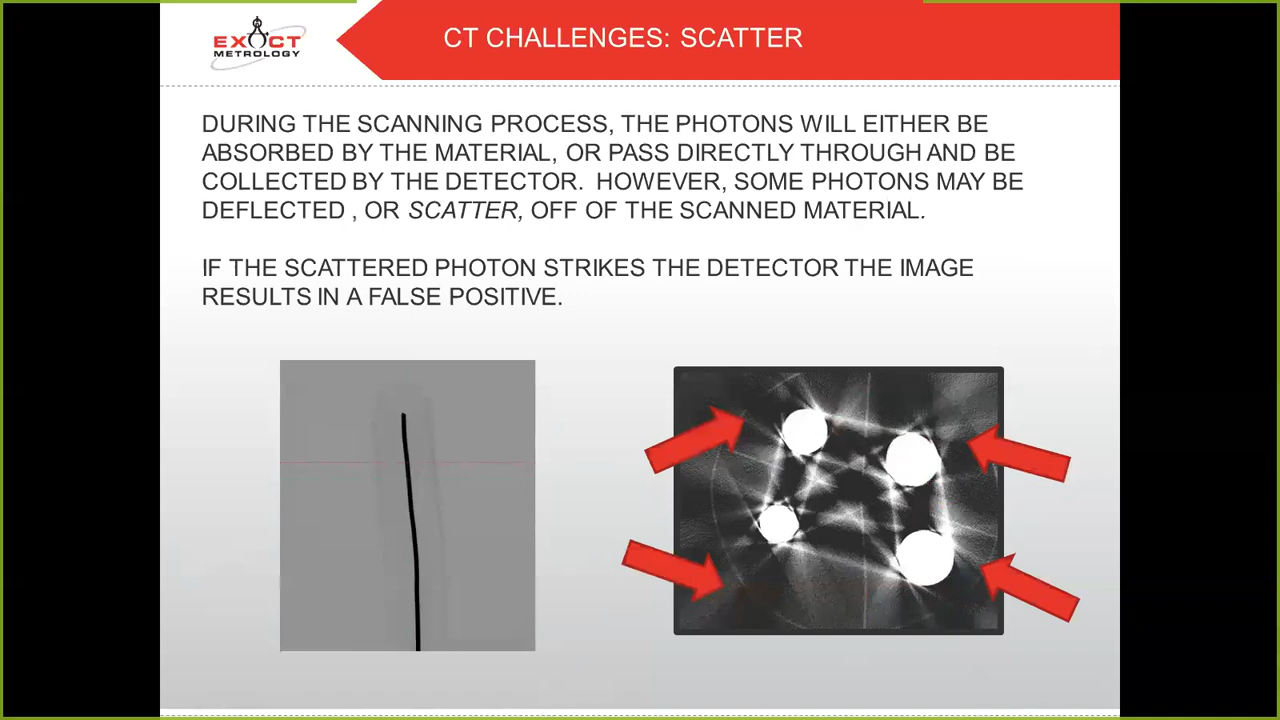 EXACT
METROLOGY
CT CHALLENGES: SCATTER
DURING THE SCANNING PROCESS, THE PHOTONS WILL EITHER BE
ABSORBED BY THE MATERIAL, OR PASS DIRECTLY THROUGH AND BE
COLLECTED BY THE DETECTOR. HOWEVER, SOME PHOTONS MAY BE
DEFLECTED , OR SCATTER, OFF OF THE SCANNED MATERIAL.
IF THE SCATTERED PHOTON STRIKES THE DETECTOR THE IMAGE
RESULTS IN A FALSE POSITIVE.